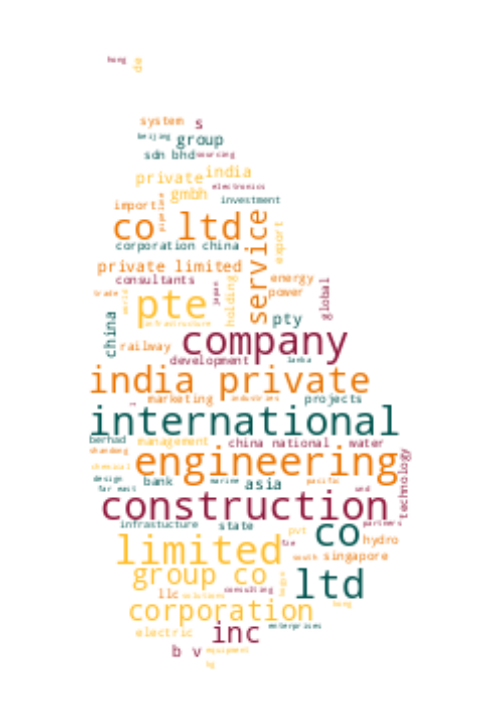 hong
de
system s
beijing group
sdn bhd sourcing
private india
electronics
gmbh investment
import
co ltd service export
corporation china
private limited
consultants energy
trade pte japan holding power global
infrastructure pty
china company
railway
development lanka
india private
marketing industries projects
international
berhad management china national water
shandong engineering
chemical technology
design bank marine asia pacific
far east and
construction
infrastucture state co partners
limited pvt hydro
south singapore
group co ltd
llc solutions consulting
corporation
electric inc enterprises
b v equipment
kg